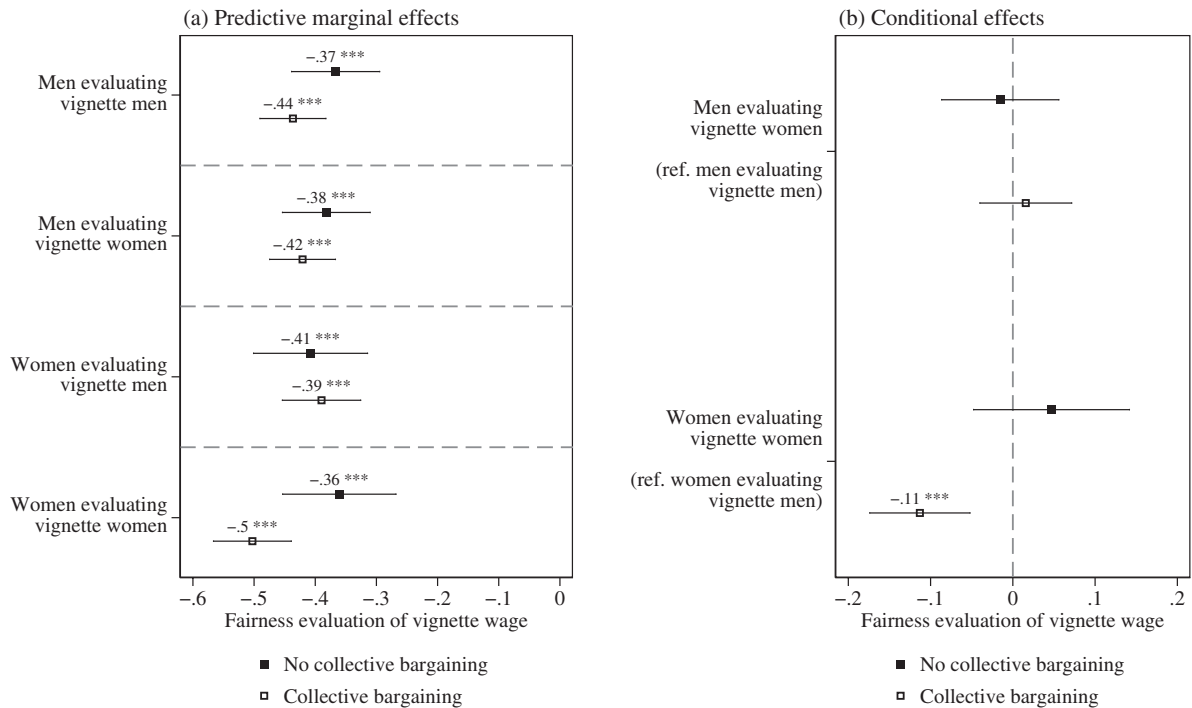 (a) Predictive marginal effects
Men evaluating
vignette men
−.37 ***
−.44 ***
Men evaluating
vignette women
−.38 ***
−.42 ***
Women evaluating
vignette men
−.41 ***
−.39 ***
Women evaluating
vignette women
−.36 ***
−.5 ***
−.6 −.5 −.4 −.3 −.2 −.1 0
Fairness evaluation of vignette wage
No collective bargaining
Collective bargaining
(b) Conditional effects
Men evaluating
vignette women
(ref. men evaluating
vignette men)
Women evaluating
vignette women
(ref. women evaluating
vignette men)
−.11 ***
−.2 −.1 0 .1 .2
Fairness evaluation of vignette wage
No collective bargaining
Collective bargaining